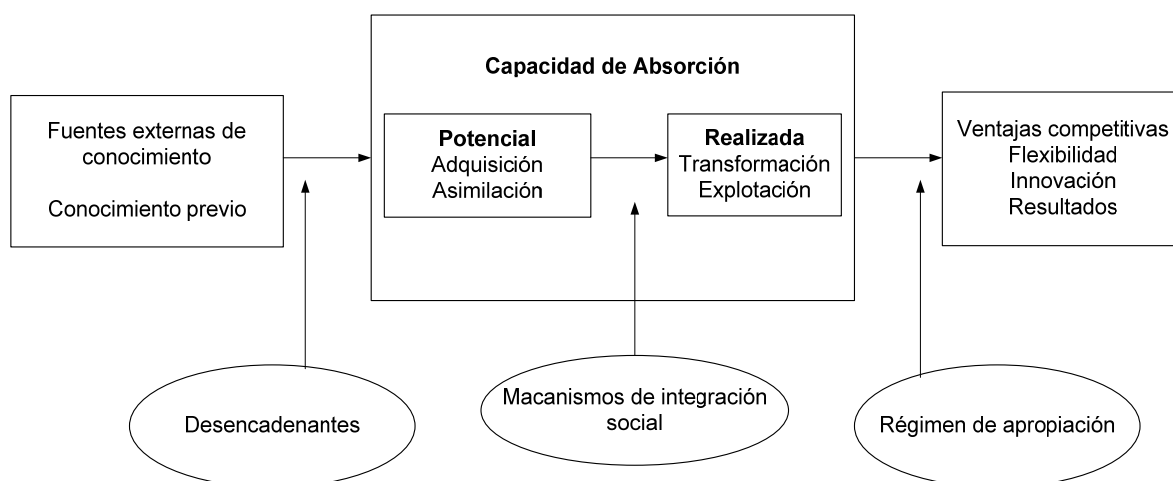 Capacidad de Absorción
Fuentes externas de
conocimiento
Conocimiento previo
Potencial
Adquisición
Asimilación
Realizada
Transformación
Explotación
Ventajas competitivas
Flexibilidad
Innovación
Resultados
Desencadenantes
Macanismos de integración
social
Régimen de apropiación